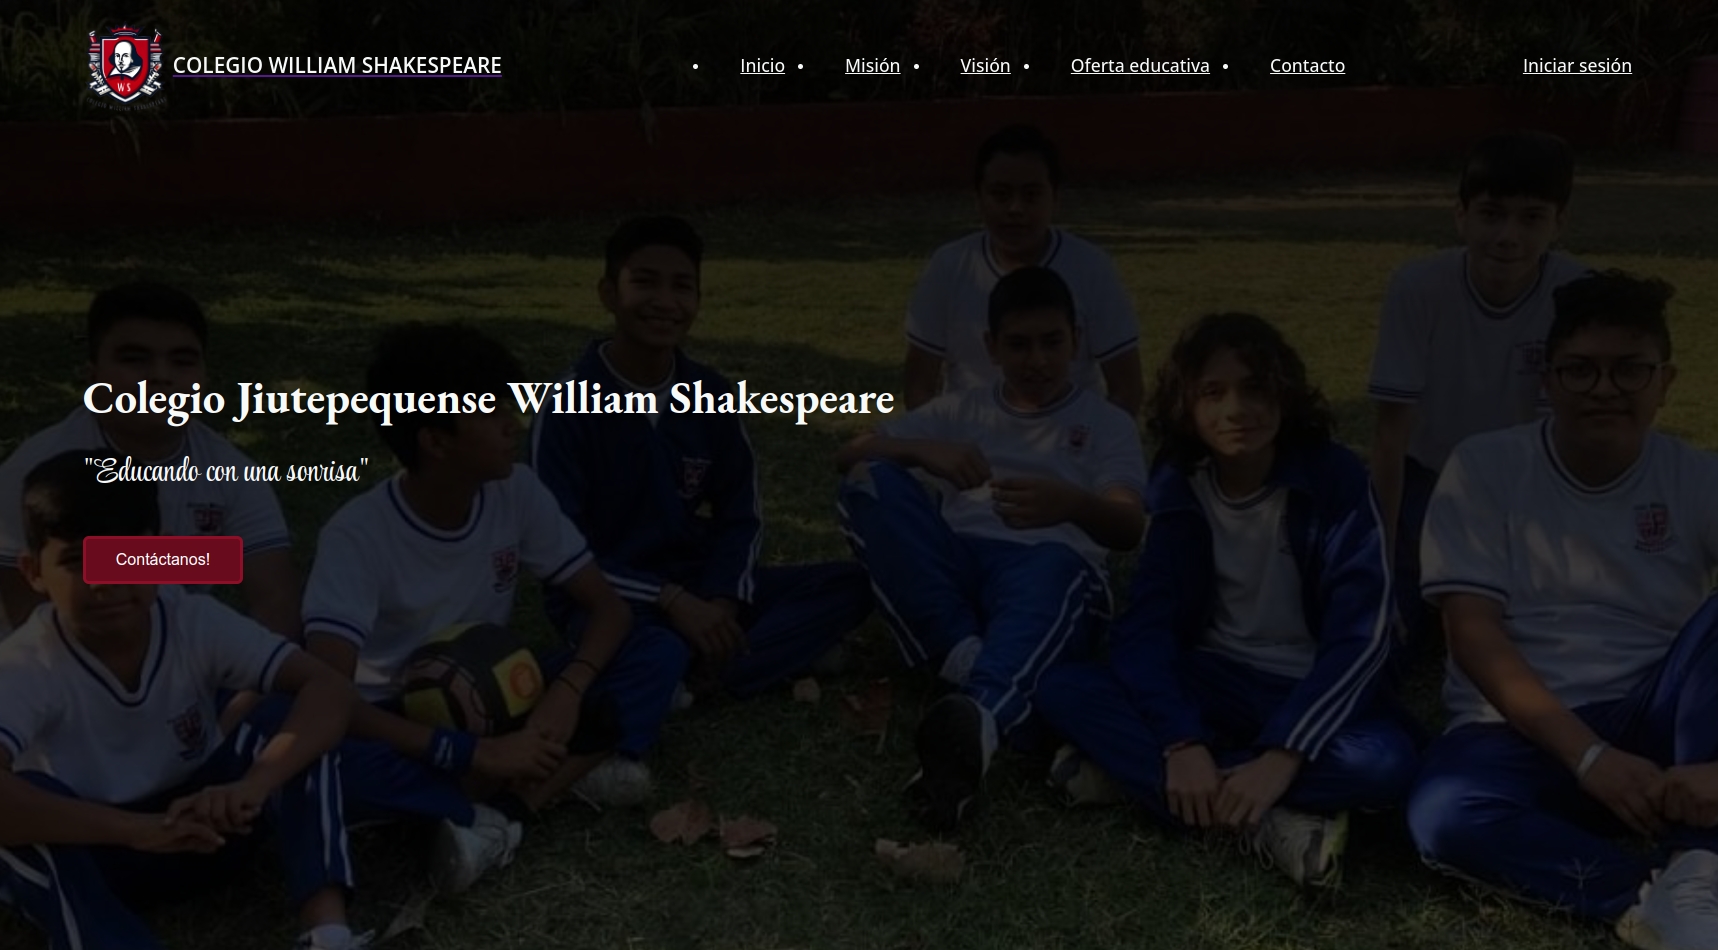 W S
COLEGIO WILLIAM SHAKESPEARE
• Inicio • Misión • Visión • Oferta educativa • Contacto
Iniciar sesión
Colegio Jiutepequense William Shakespeare
"Educando con una sonrisa"
Contáctanos!